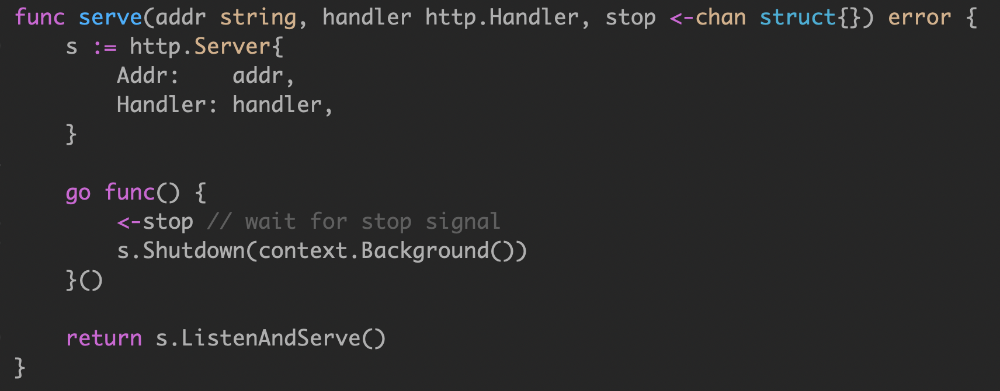 func serve(addr string, handler http.Handler, stop <-chan struct{}) error {
    s := http.Server{
        Addr:    addr,
        Handler: handler,
    }

    go func() {
        <-stop // wait for stop signal
        s.Shutdown(context.Background())
    }()

    return s.ListenAndServe()
}